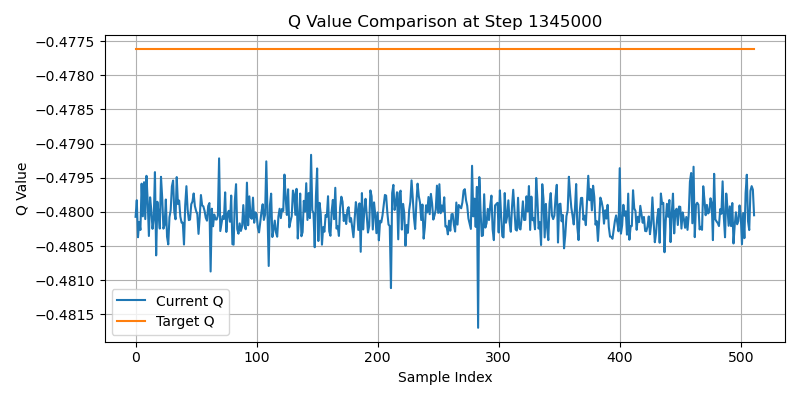 Q Value Comparison at Step 1345000
−0.4775
−0.4780
−0.4785
−0.4790
−0.4795
−0.4800
−0.4805
−0.4810
−0.4815
Q Value
Current Q
Target Q
0 100 200 300 400 500
Sample Index